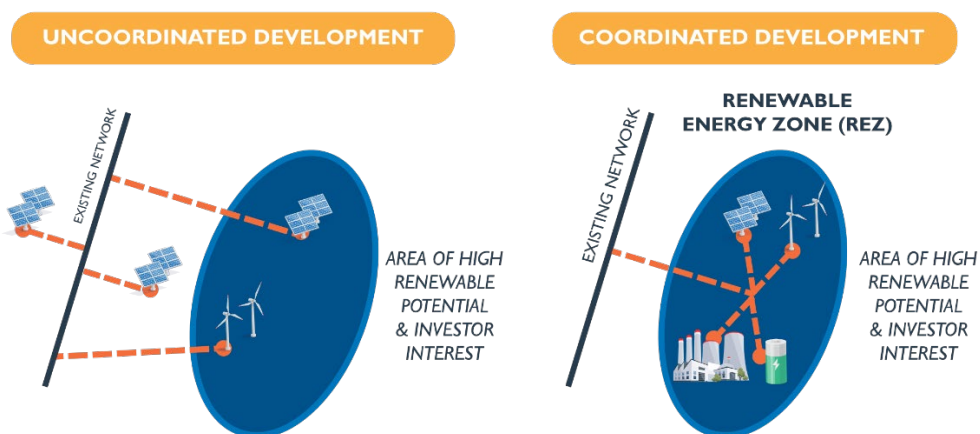 UNCOORDINATED DEVELOPMENT
EXISTING NETWORK
AREA OF HIGH
RENEWABLE
POTENTIAL
& INVESTOR
INTEREST
COORDINATED DEVELOPMENT
RENEWABLE
ENERGY ZONE (REZ)
EXISTING NETWORK
AREA OF HIGH
RENEWABLE
POTENTIAL
& INVESTOR
INTEREST